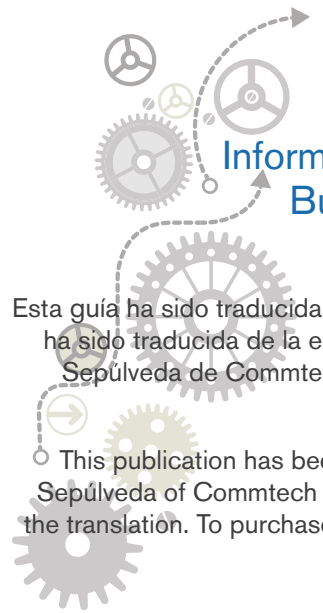 Inform
Bu
Esta guía ha sido traducida
ha sido traducida de la e
Sepúlveda de Commte
This publication has bee
Sepúlveda of Commtech
the translation. To purchase